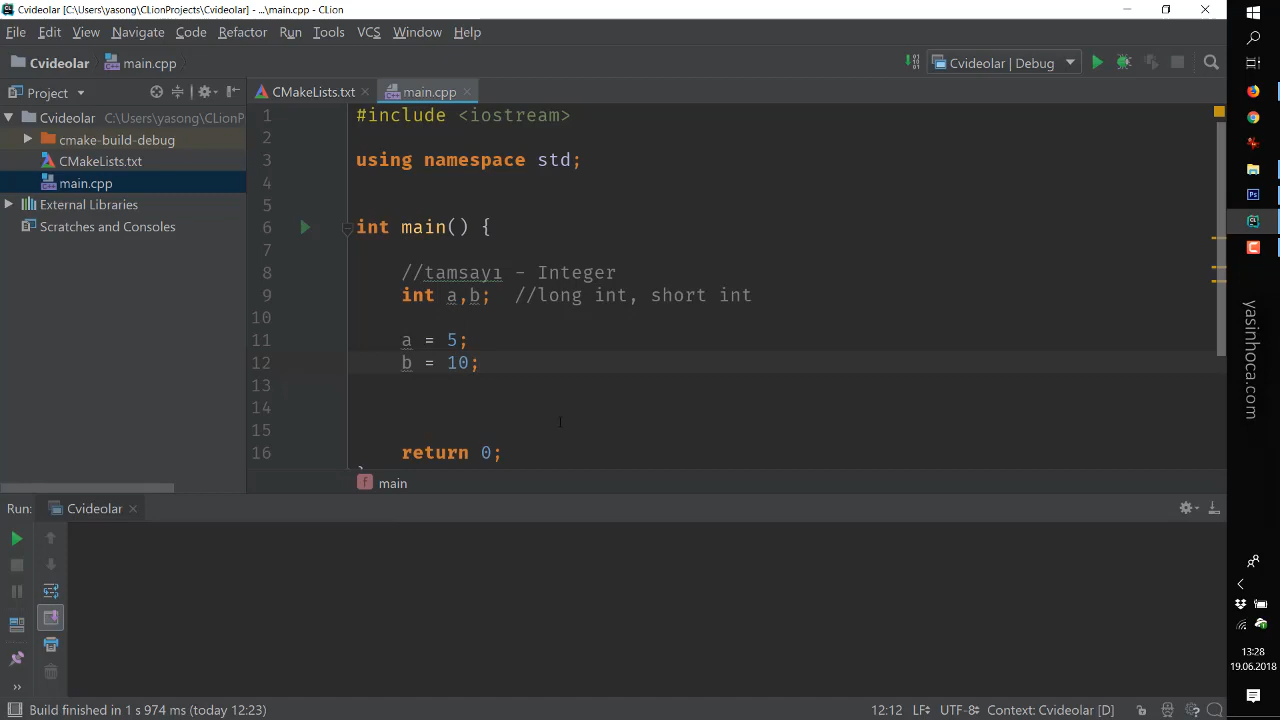 Cvideolar [C:\Users\yasong\CLionProjects\Cvideolar] - ...\main.cpp - CLion
File Edit View Navigate Code Refactor Run Tools VCS Window Help
Cvideolar main.cpp Cvideolar | Debug
Project CMakeLists.txt main.cpp
Cvideolar C:\Users\yasong\CLionP
cmake-build-debug
CMakeLists.txt
main.cpp
External Libraries
Scratches and Consoles
1 #include <iostream>
2
3 using namespace std;
4
5
6 int main() {
7
8 //tamsayı - Integer
9 int a,b; //long int, short int
10
11 a = 5;
12 b = 10;
13
14
15
16 return 0;
main
yasinhoca.com
Run: Cvideolar
Build finished in 1 s 974 ms (today 12:23) 12:12 LF UTF-8 Context: Cvideolar [D]
13:28
19.06.2018